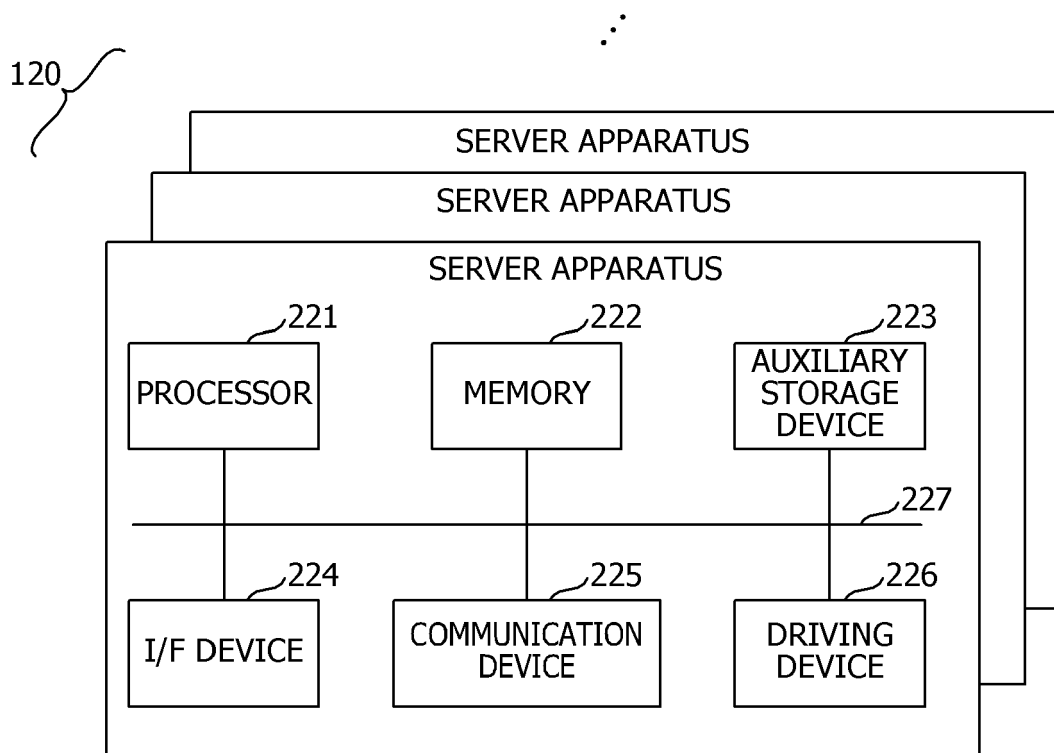 120
SERVER APPARATUS
SERVER APPARATUS
SERVER APPARATUS
221
222
223
PROCESSOR
MEMORY
AUXILIARY
STORAGE
DEVICE
227
224
225
226
I/F DEVICE
COMMUNICATION
DEVICE
DRIVING
DEVICE